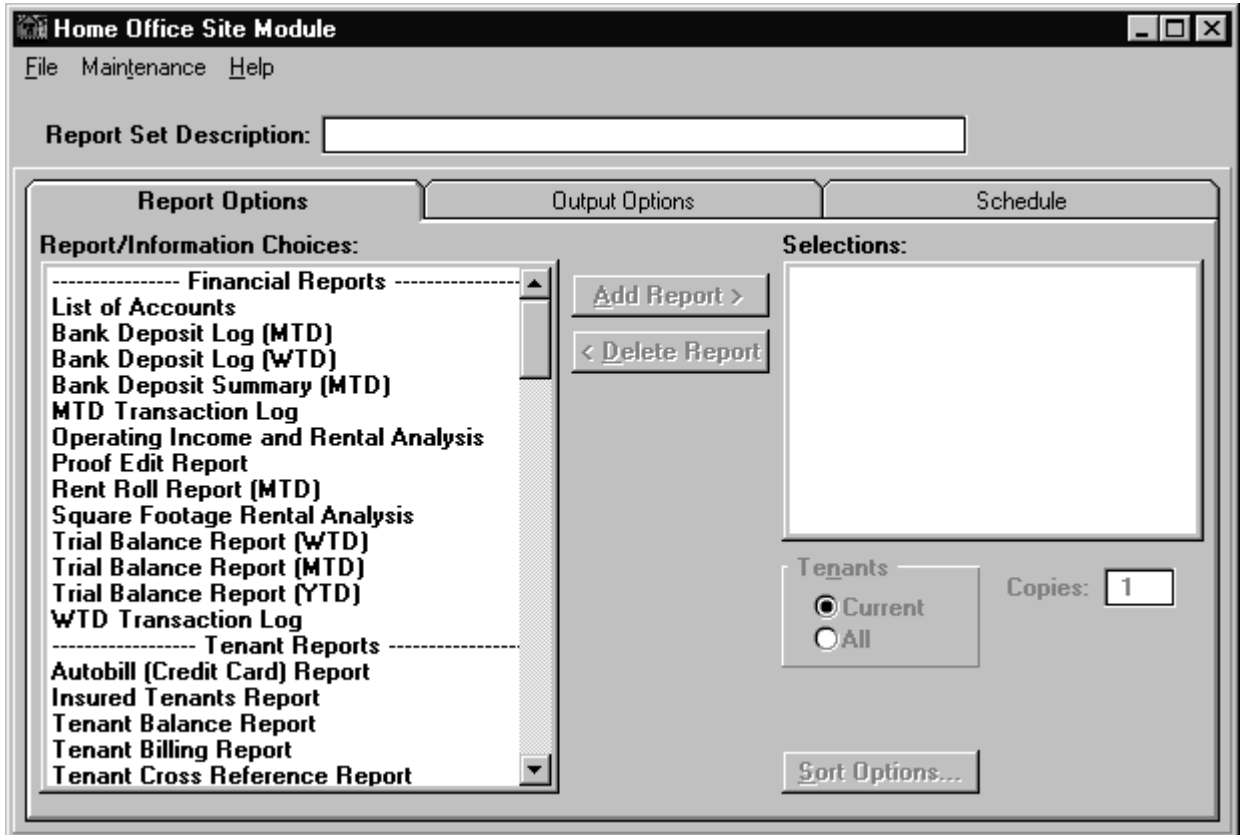 Home Office Site Module
File Maintenance Help
Report Set Description:
Report Options
Output Options
Schedule
Report/Information Choices:
---------------- Financial Reports ----------------
List of Accounts
Bank Deposit Log (MTD)
Bank Deposit Log (WTD)
Bank Deposit Summary (MTD)
MTD Transaction Log
Operating Income and Rental Analysis
Proof Edit Report
Rent Roll Report (MTD)
Square Footage Rental Analysis
Trial Balance Report (WTD)
Trial Balance Report (MTD)
Trial Balance Report (YTD)
WTD Transaction Log
------------------ Tenant Reports -----------------
Autobill (Credit Card) Report
Insured Tenants Report
Tenant Balance Report
Tenant Billing Report
Tenant Cross Reference Report
Add Report >
< Delete Report
Selections:
Tenants
Current
All
Copies: 1
Sort Options...